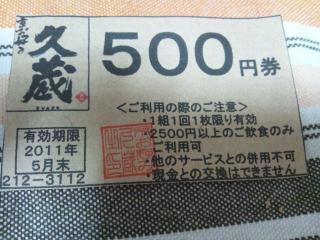 久蔵
500円券
<ご利用の際のご注意>
・1組1回1枚限り有効
・2500円以上のご飲食のみ
ご利用可
・他のサービスとの併用不可
・現金との交換はできません
有効期限
2011年
5月末
212-3112